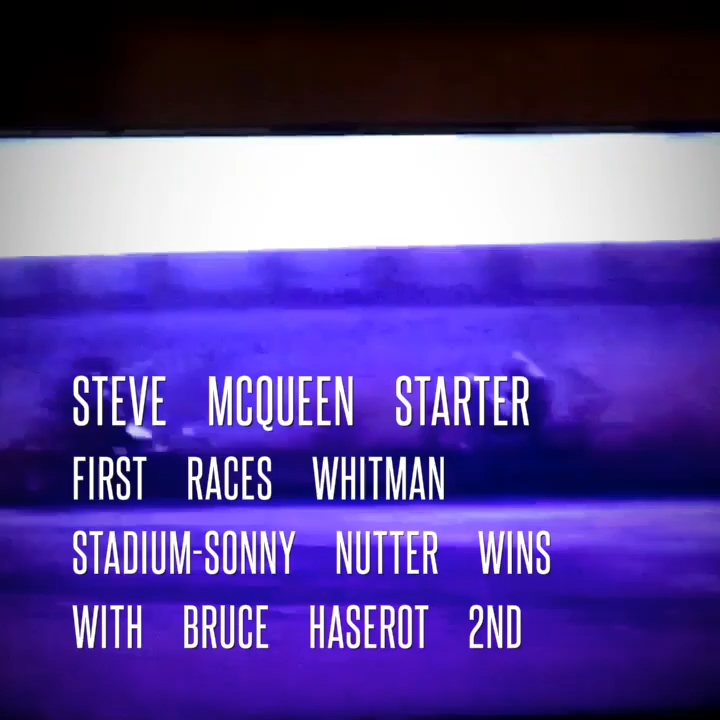 STEVE MCQUEEN STARTER
FIRST RACES WHITMAN
STADIUM-SONNY NUTTER WINS
WITH BRUCE HASEROT 2ND